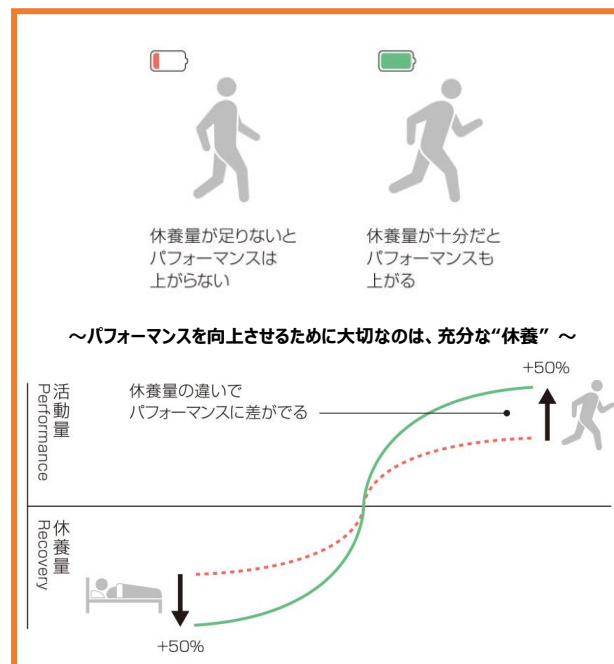 休養量が足りないと
パフォーマンスは
上がらない
休養量が十分だと
パフォーマンスも
上がる
～パフォーマンスを向上させるために大切なのは、充分な“休養” ～
+50%
活動量
Performance
休養量の違いで
パフォーマンスに差がでる
休養量
Recovery
+50%